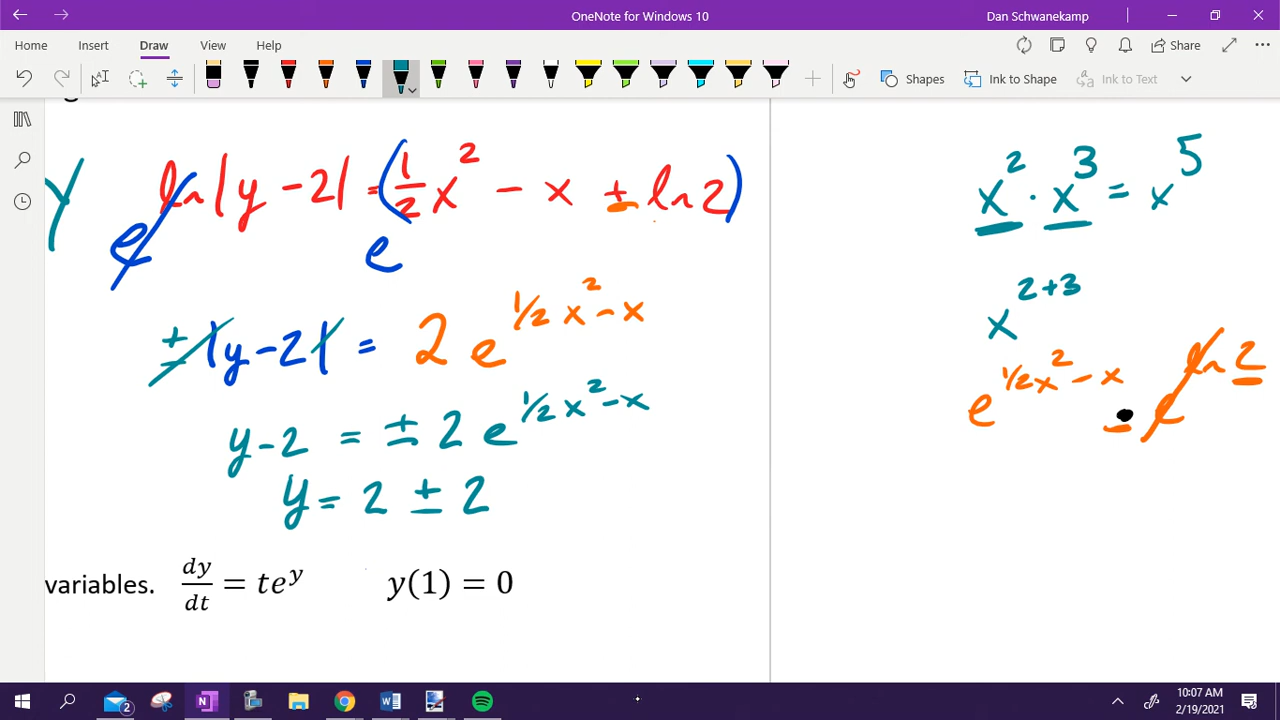 OneNote for Windows 10
Dan Schwanekamp
Home Insert Draw View Help
Share
Shapes Ink to Shape Ink to Text
y
ln|y - 2| = (1/2 x² - x + ln 2)
e e
x² · x³ = x⁵
x²⁺³
± |y - 2| = 2 e^(1/2 x² - x)
e^(1/2 x² - x) · e^(ln 2)
y - 2 = ± 2 e^(1/2 x² - x)
y = 2 ± 2
variables. dy/dt = te^y y(1) = 0
2
10:07 AM
2/19/2021